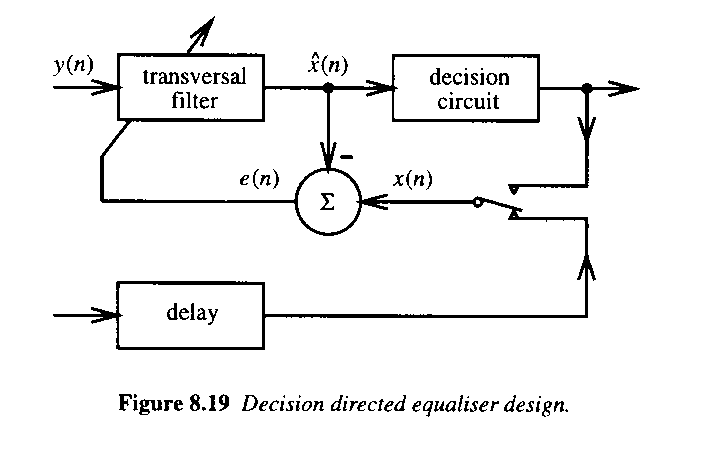 y(n)
transversal
filter
x̂(n)
decision
circuit
−
e(n)
Σ
x(n)
delay
Figure 8.19 Decision directed equaliser design.